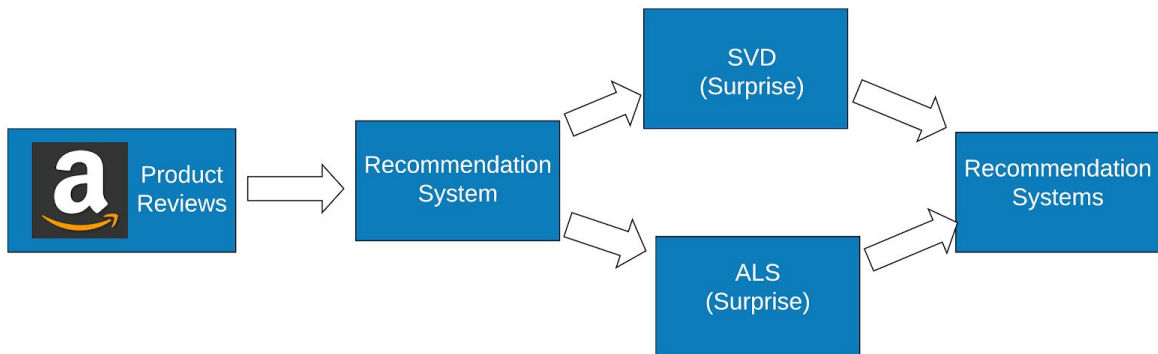 a
Product
Reviews
Recommendation
System
SVD
(Surprise)
ALS
(Surprise)
Recommendation
Systems